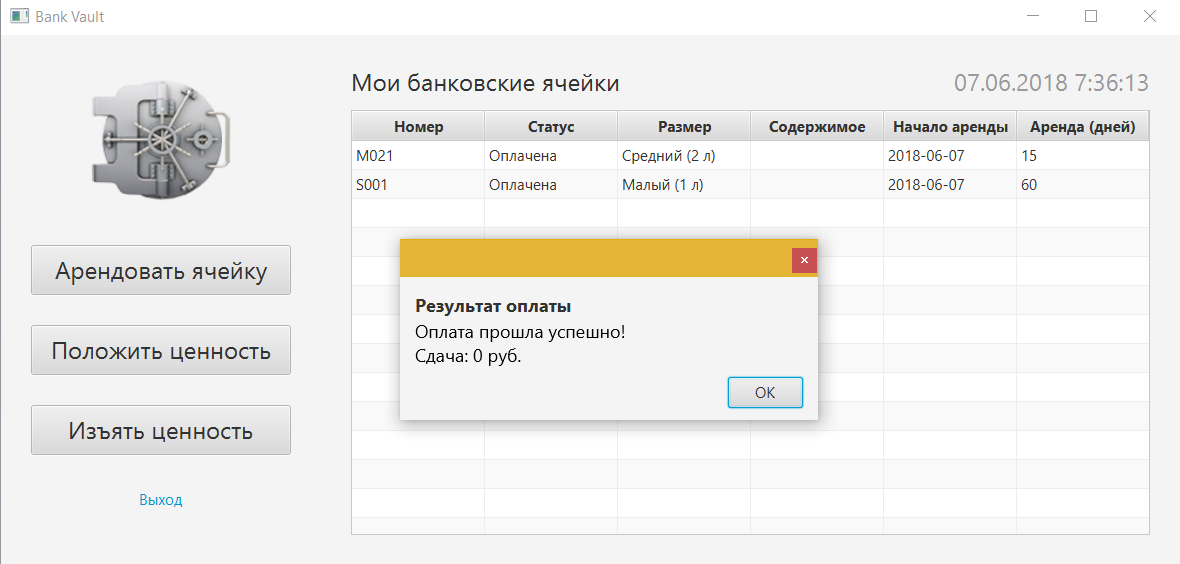 Bank Vault
Мои банковские ячейки
07.06.2018 7:36:13
Номер Статус Размер Содержимое Начало аренды Аренда (дней)
M021 Оплачена Средний (2 л) 2018-06-07 15
S001 Оплачена Малый (1 л) 2018-06-07 60
Арендовать ячейку
Положить ценность
Изъять ценность
Выход
Результат оплаты
Оплата прошла успешно!
Сдача: 0 руб.
OK